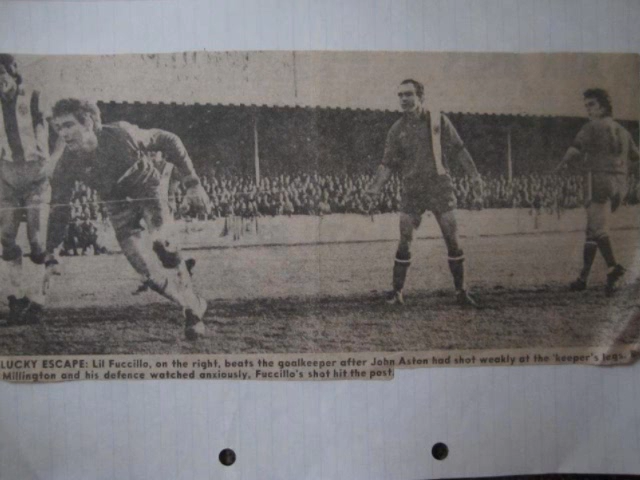 LUCKY ESCAPE: Lil Fuccillo, on the right, beats the goalkeeper after John Aston had shot weakly at the 'keeper's legs.
Millington and his defence watched anxiously, Fuccillo's shot hit the post